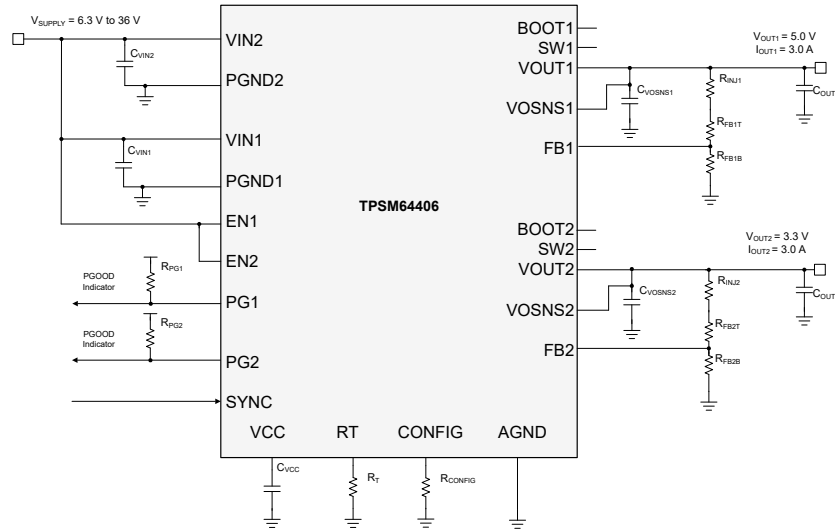 VSUPPLY = 6.3 V to 36 V
CVIN2
CVIN1
VIN2
PGND2
VIN1
PGND1
EN1
EN2
PG1
PG2
SYNC
PGOOD
Indicator
RPG1
PGOOD
Indicator
RPG2
TPSM64406
BOOT1
SW1
VOUT1
VOSNS1
FB1
BOOT2
SW2
VOUT2
VOSNS2
FB2
VOUT1 = 5.0 V
IOUT1 = 3.0 A
CVOSNS1
RINJ1
RFB1T
RFB1B
COUT
VOUT2 = 3.3 V
IOUT2 = 3.0 A
CVOSNS2
RINJ2
RFB2T
RFB2B
COUT
VCC RT CONFIG AGND
CVCC
RT
RCONFIG